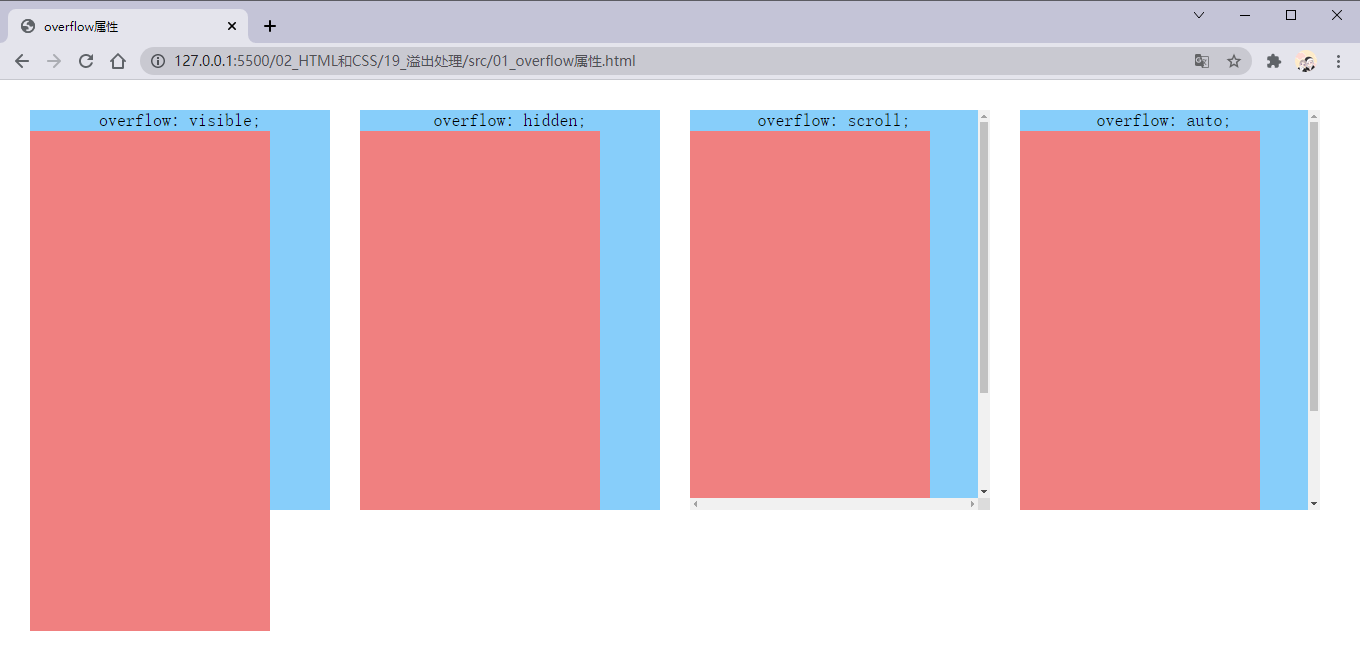 overflow属性
127.0.0.1:5500/02_HTML和CSS/19_溢出处理/src/01_overflow属性.html
overflow: visible;
overflow: hidden;
overflow: scroll;
overflow: auto;